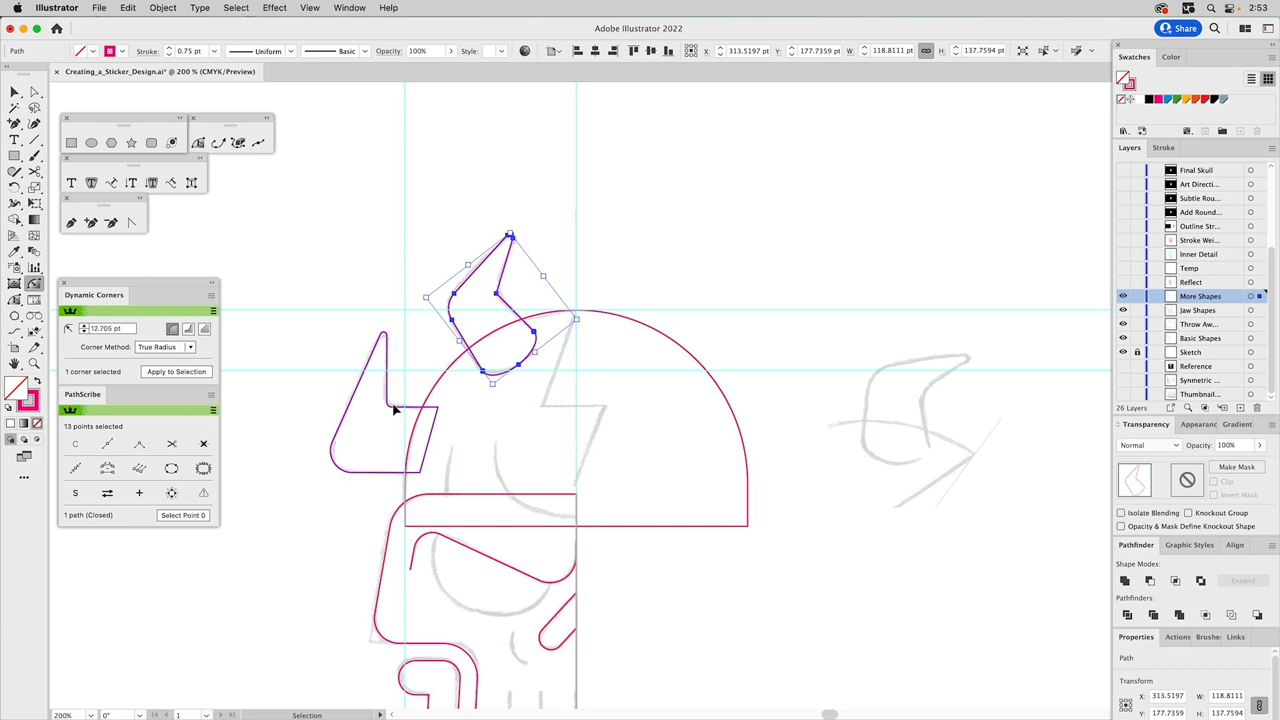 Illustrator File Edit Object Type Select Effect View Window Help 2:53
Adobe Illustrator 2022
Share
Path Stroke: 0.75 pt Uniform Basic Opacity: 100% Style: X: 313.5197 pt Y: 177.7359 pt W: 118.8111 pt H: 137.7594 pt
Creating_a_Sticker_Design.ai* @ 200 % (CMYK/Preview)
Swatches Color
Layers Stroke
Final Skull
Art Directi...
Subtle Rou...
Add Round...
Outline Str...
Stroke Wei...
Inner Detail
Temp
Reflect
More Shapes
Jaw Shapes
Throw Aw...
Basic Shapes
Sketch
Reference
Symmetric ...
Thumbnail...
26 Layers
Dynamic Corners
12.705 pt
Corner Method: True Radius
1 corner selected Apply to Selection
PathScribe
13 points selected
1 path (Closed) Select Point 0
Transparency Appearanc Gradient
Normal Opacity: 100%
Make Mask
Clip
Invert Mask
Isolate Blending Knockout Group
Opacity & Mask Define Knockout Shape
Pathfinder Graphic Styles Align
Shape Modes:
Expand
Pathfinders:
Properties Actions Brushe Links
Path
Transform
X: 313.5197 W: 118.8111
Y: 177.7359 H: 137.7594
200% 0° 1 Selection